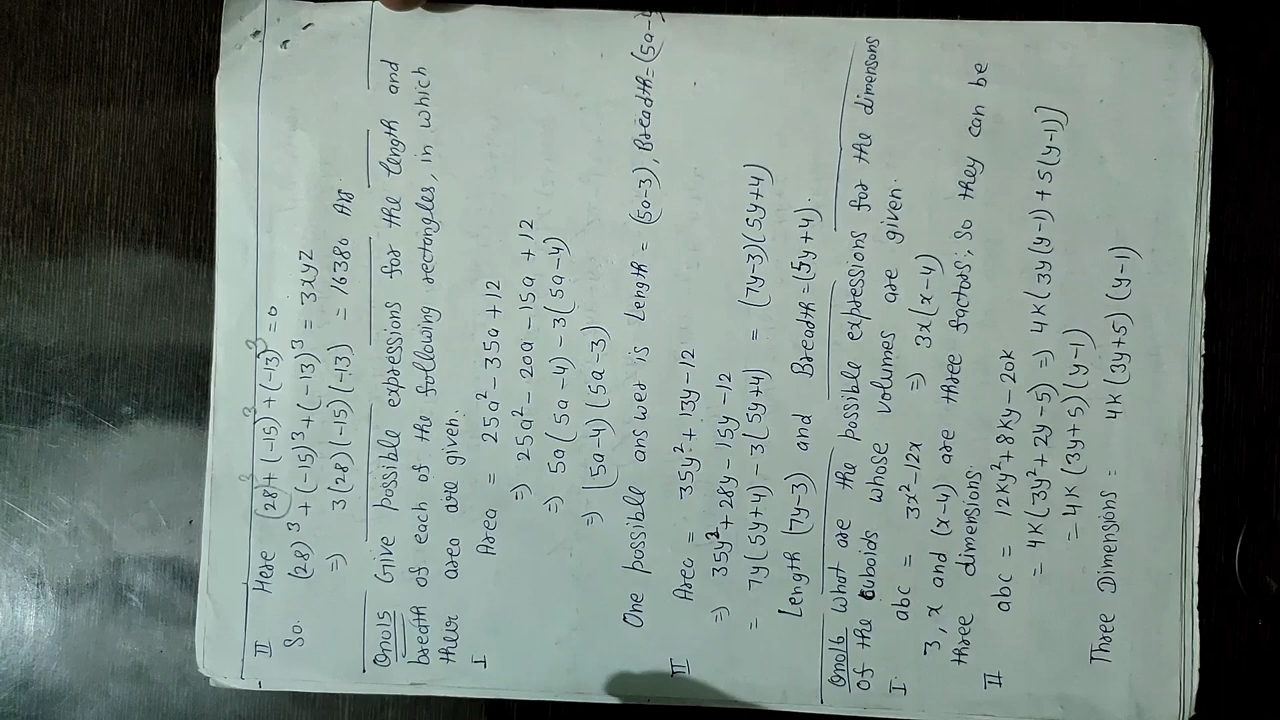 II Here (28)³ + (-15)³ + (-13)³ = 0
So. (28)³ + (-15)³ + (-13)³ = 3xyz
⇒ 3(28)(-15)(-13) = 16380 Ans
Qno15 Give possible expressions for the length and
breath of each of the following rectangles, in which
their area are given.
I Area = 25a² - 35a + 12
⇒ 25a² - 20a - 15a + 12
⇒ 5a(5a-4) - 3(5a-4)
⇒ (5a-4)(5a-3)
One possible answer is Length = (5a-3), Breadth = (5a-4)
II Area = 35y² + 13y - 12
⇒ 35y² + 28y - 15y - 12
= 7y(5y+4) - 3(5y+4) = (7y-3)(5y+4)
Length (7y-3) and Breadth = (5y+4).
Qno16 What are the possible expressions for the dimensons
of the cuboids whose volumes are given.
I. abc = 3x² - 12x ⇒ 3x(x-4)
3, x and (x-4) are three factors; So they can be
three dimensions.
II abc = 12ky² + 8ky - 20k
= 4k(3y² + 2y - 5) ⇒ 4k(3y(y-1) + 5(y-1)]
= 4k (3y+5)(y-1)
Three Dimensions = 4k (3y+5)(y-1)